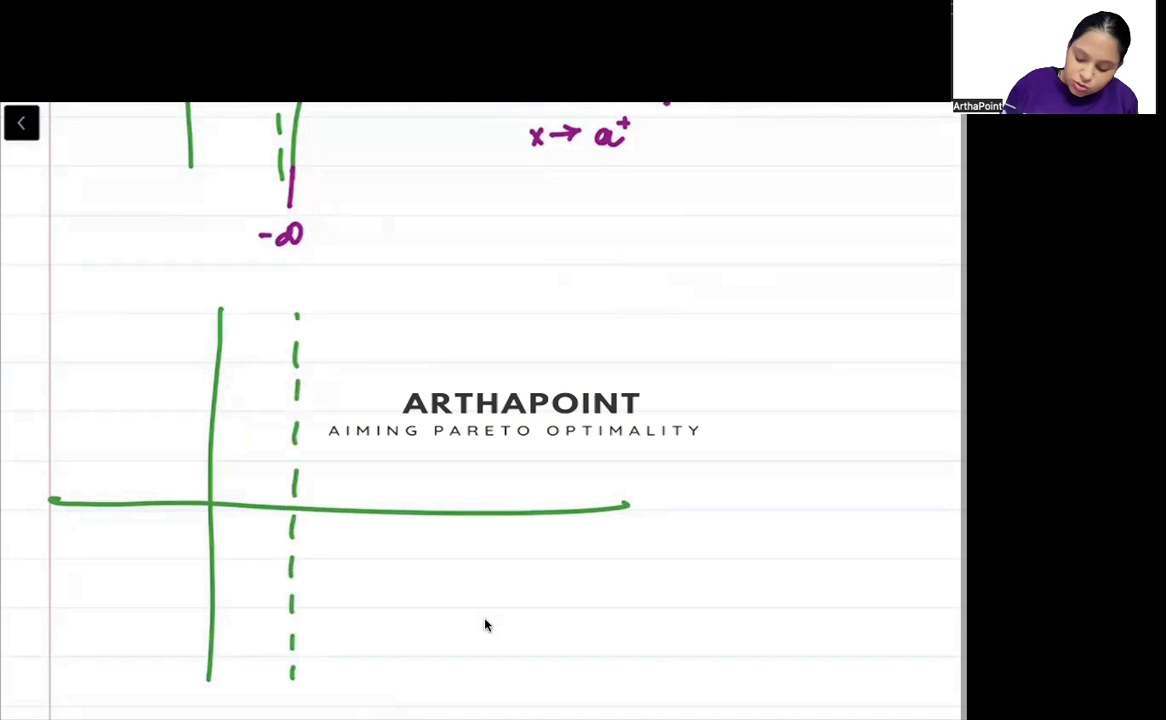 ArthaPoint
x → a⁺
-∞
ARTHAPOINT
AIMING PARETO OPTIMALITY